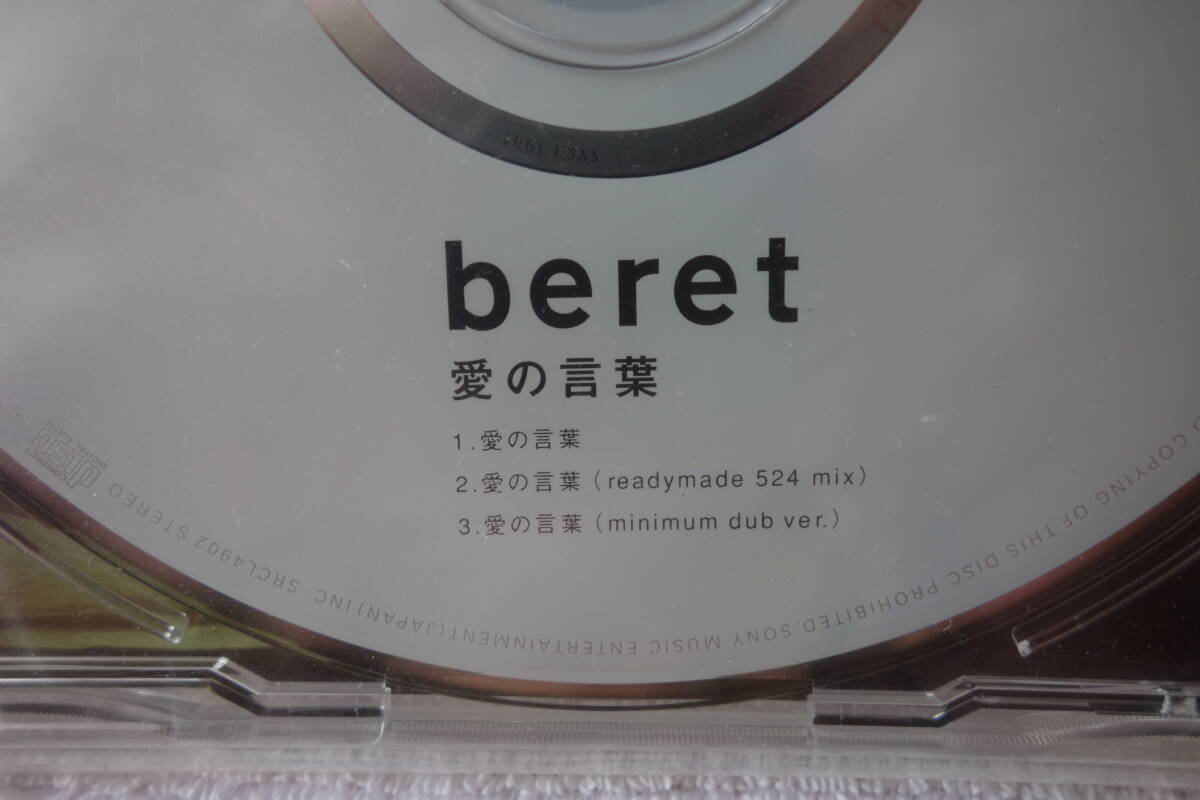 beret
愛の言葉
1.愛の言葉
2.愛の言葉（readymade 524 mix）
3.愛の言葉（minimum dub ver.）
COPYING OF THIS DISC PROHIBITED. SONY MUSIC ENTERTAINMENT(JAPAN)INC. SRCL4902 STEREO
disc